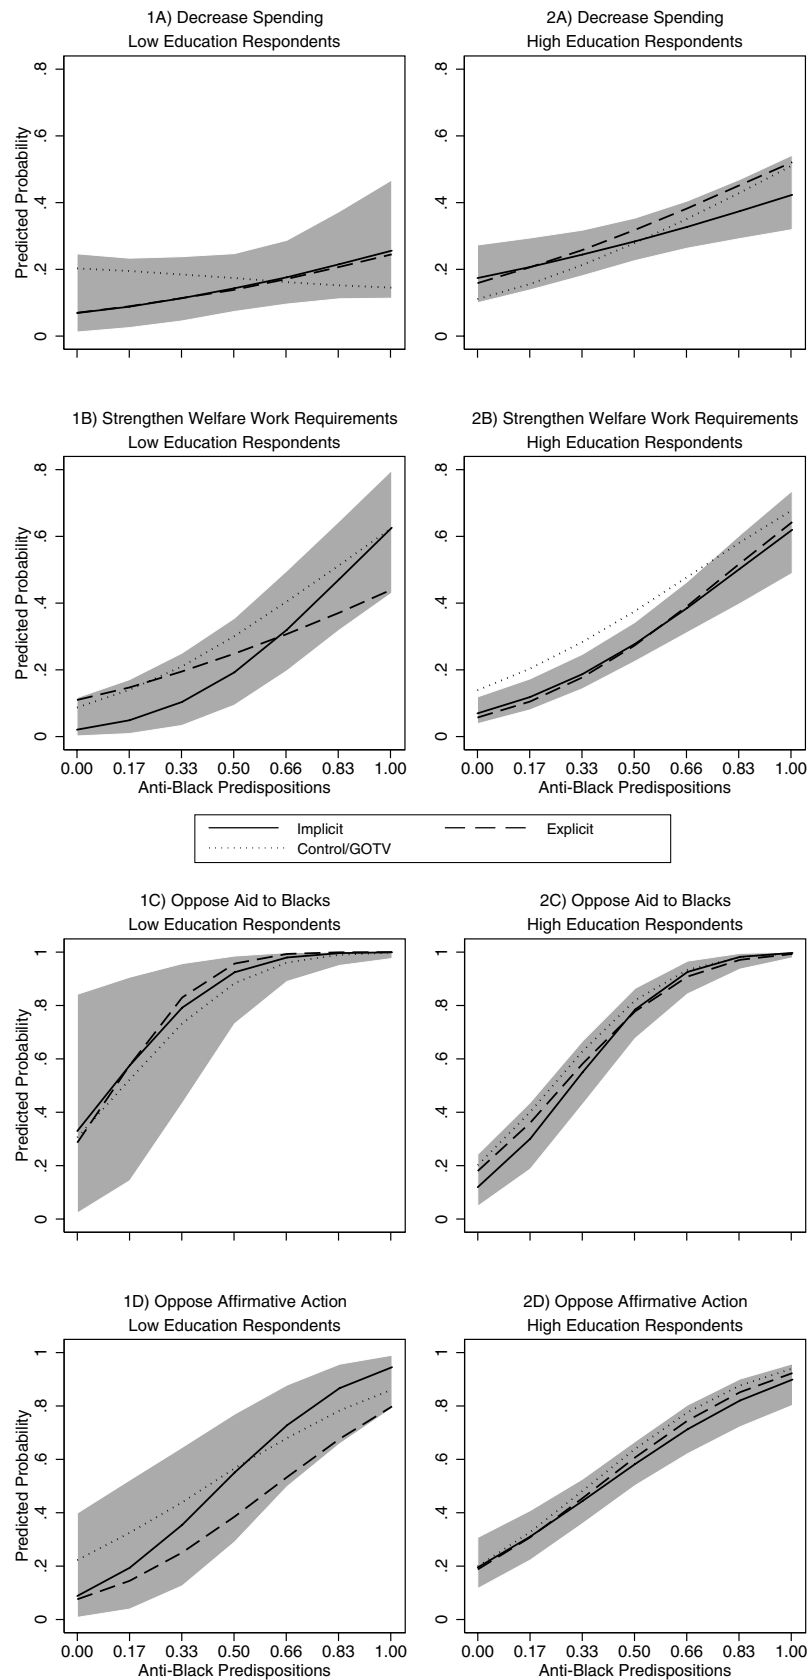 1A) Decrease Spending
Low Education Respondents
2A) Decrease Spending
High Education Respondents
Predicted Probability
.8
.6
.4
.2
0
.8
.6
.4
.2
0
1B) Strengthen Welfare Work Requirements
Low Education Respondents
2B) Strengthen Welfare Work Requirements
High Education Respondents
Predicted Probability
.8
.6
.4
.2
0
.8
.6
.4
.2
0
0.00 0.17 0.33 0.50 0.66 0.83 1.00
Anti-Black Predispositions
0.00 0.17 0.33 0.50 0.66 0.83 1.00
Anti-Black Predispositions
Implicit Explicit
Control/GOTV
1C) Oppose Aid to Blacks
Low Education Respondents
2C) Oppose Aid to Blacks
High Education Respondents
Predicted Probability
1
.8
.6
.4
.2
0
1
.8
.6
.4
.2
0
1D) Oppose Affirmative Action
Low Education Respondents
2D) Oppose Affirmative Action
High Education Respondents
Predicted Probability
1
.8
.6
.4
.2
0
1
.8
.6
.4
.2
0
0.00 0.17 0.33 0.50 0.66 0.83 1.00
Anti-Black Predispositions
0.00 0.17 0.33 0.50 0.66 0.83 1.00
Anti-Black Predispositions